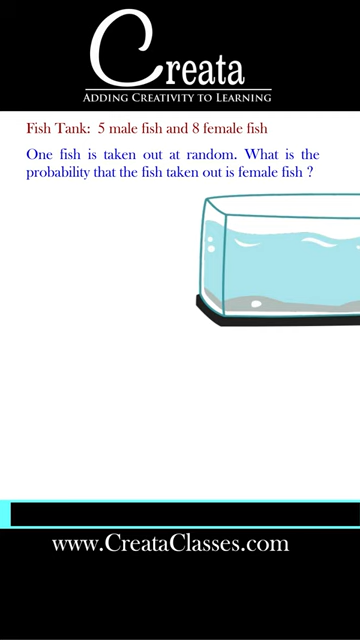 Creata
ADDING CREATIVITY TO LEARNING
Fish Tank: 5 male fish and 8 female fish
One fish is taken out at random. What is the
probability that the fish taken out is female fish ?
www.CreataClasses.com